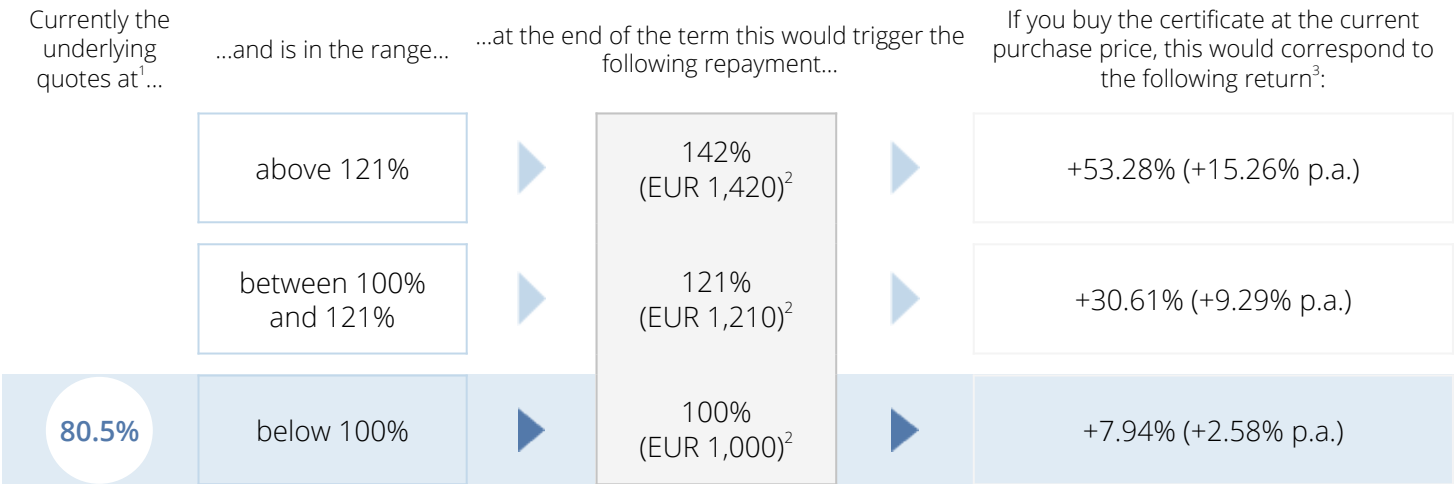 Currently the
underlying
quotes at¹...
...and is in the range...
...at the end of the term this would trigger the
following repayment...
If you buy the certificate at the current
purchase price, this would correspond to
the following return³:
above 121%
142%
(EUR 1,420)²
+53.28% (+15.26% p.a.)
between 100%
and 121%
121%
(EUR 1,210)²
+30.61% (+9.29% p.a.)
80.5%
below 100%
100%
(EUR 1,000)²
+7.94% (+2.58% p.a.)